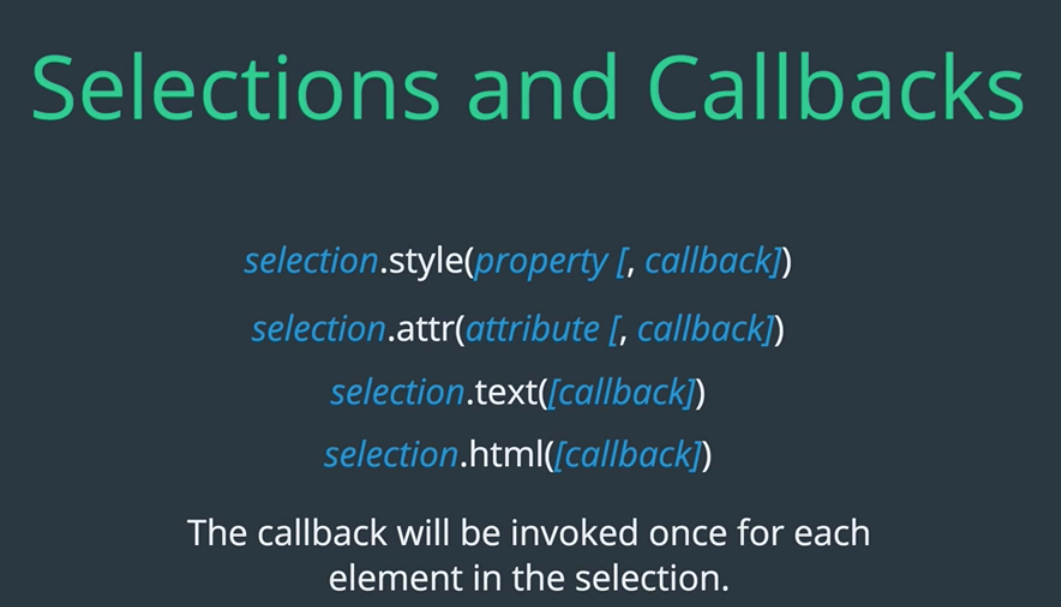 Selections and Callbacks
selection.style(property [, callback])
selection.attr(attribute [, callback])
selection.text([callback])
selection.html([callback])
The callback will be invoked once for each
element in the selection.